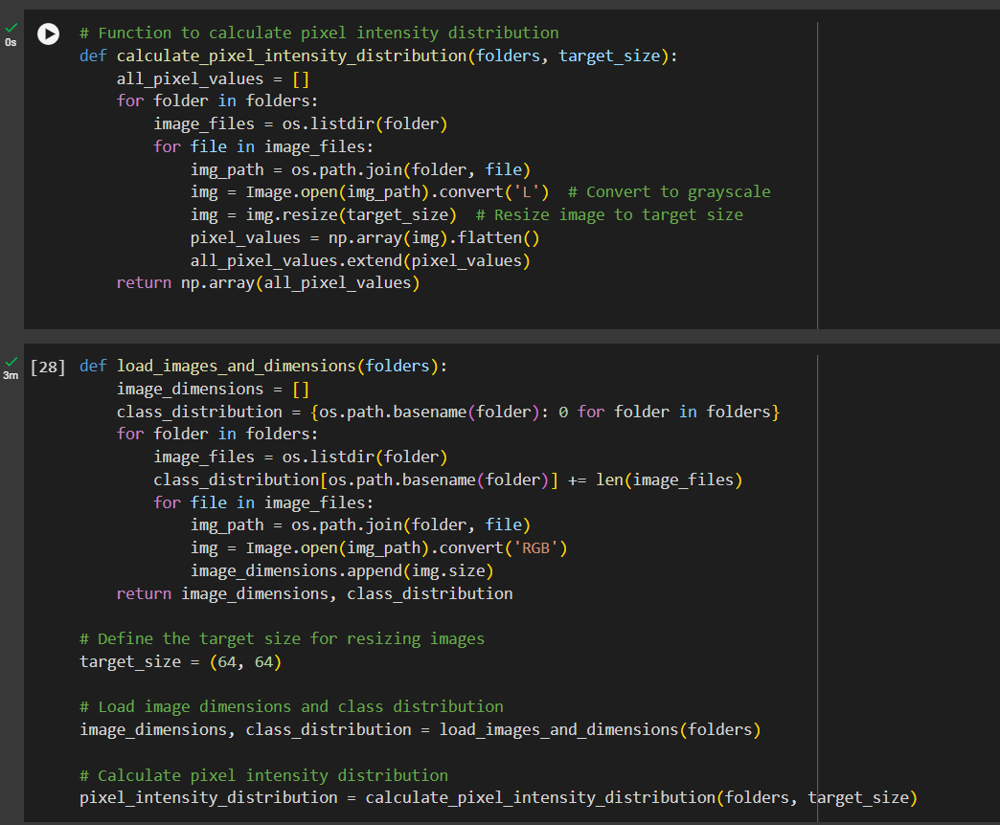 0s
# Function to calculate pixel intensity distribution
def calculate_pixel_intensity_distribution(folders, target_size):
    all_pixel_values = []
    for folder in folders:
        image_files = os.listdir(folder)
        for file in image_files:
            img_path = os.path.join(folder, file)
            img = Image.open(img_path).convert('L')  # Convert to grayscale
            img = img.resize(target_size)  # Resize image to target size
            pixel_values = np.array(img).flatten()
            all_pixel_values.extend(pixel_values)
    return np.array(all_pixel_values)
3m
[28] def load_images_and_dimensions(folders):
    image_dimensions = []
    class_distribution = {os.path.basename(folder): 0 for folder in folders}
    for folder in folders:
        image_files = os.listdir(folder)
        class_distribution[os.path.basename(folder)] += len(image_files)
        for file in image_files:
            img_path = os.path.join(folder, file)
            img = Image.open(img_path).convert('RGB')
            image_dimensions.append(img.size)
    return image_dimensions, class_distribution
# Define the target size for resizing images
target_size = (64, 64)
# Load image dimensions and class distribution
image_dimensions, class_distribution = load_images_and_dimensions(folders)
# Calculate pixel intensity distribution
pixel_intensity_distribution = calculate_pixel_intensity_distribution(folders, target_size)